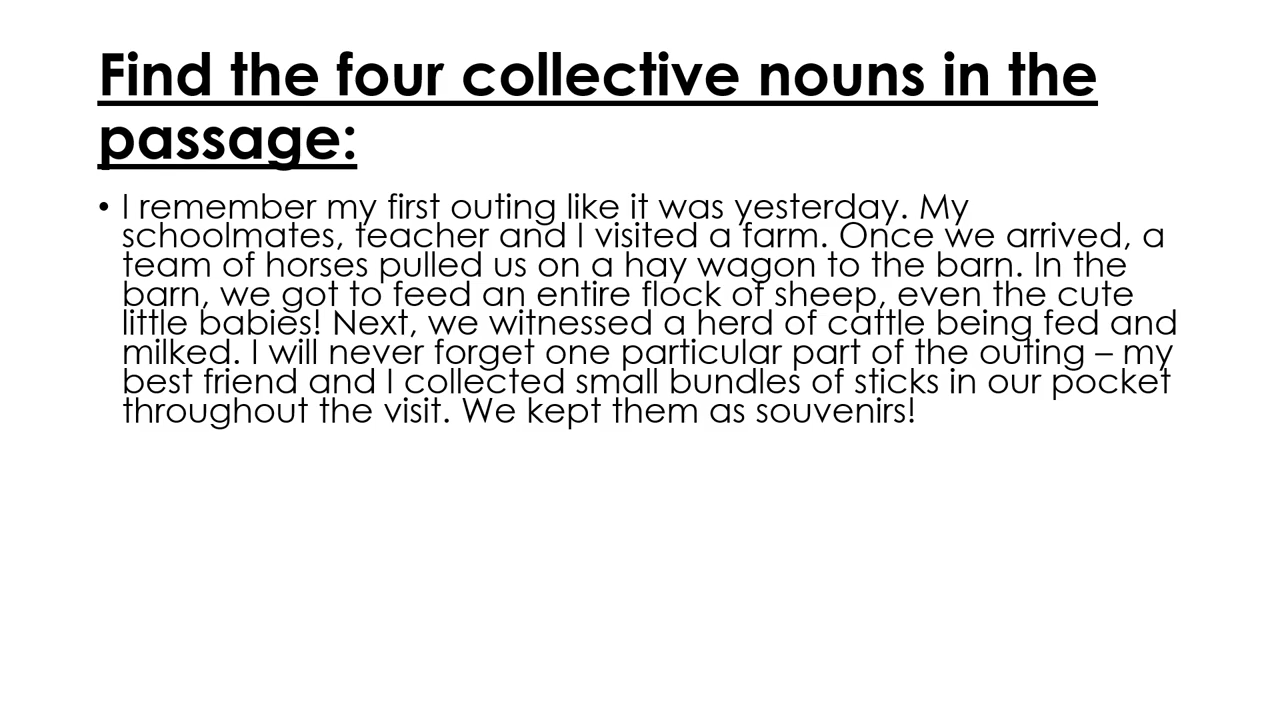 Find the four collective nouns in the
passage:
• I remember my first outing like it was yesterday. My
schoolmates, teacher and I visited a farm. Once we arrived, a
team of horses pulled us on a hay wagon to the barn. In the
barn, we got to feed an entire flock of sheep, even the cute
little babies! Next, we witnessed a herd of cattle being fed and
milked. I will never forget one particular part of the outing – my
best friend and I collected small bundles of sticks in our pocket
throughout the visit. We kept them as souvenirs!